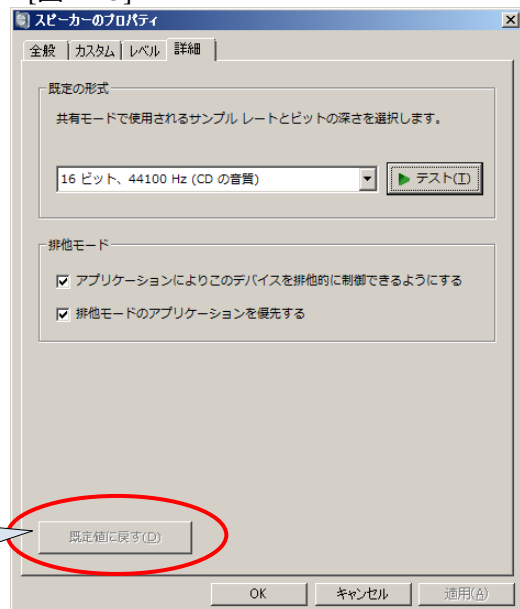 スピーカーのプロパティ
全般 カスタム レベル 詳細
既定の形式
共有モードで使用されるサンプル レートとビットの深さを選択します。
16 ビット、44100 Hz (CD の音質) テスト(T)
排他モード
アプリケーションによりこのデバイスを排他的に制御できるようにする
排他モードのアプリケーションを優先する
既定値に戻す(D)
OK キャンセル 適用(A)